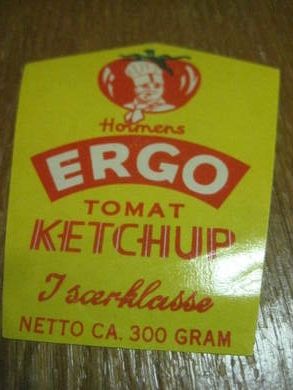 Holmens
ERGO
TOMAT
KETCHUP
I særklasse
NETTO CA. 300 GRAM